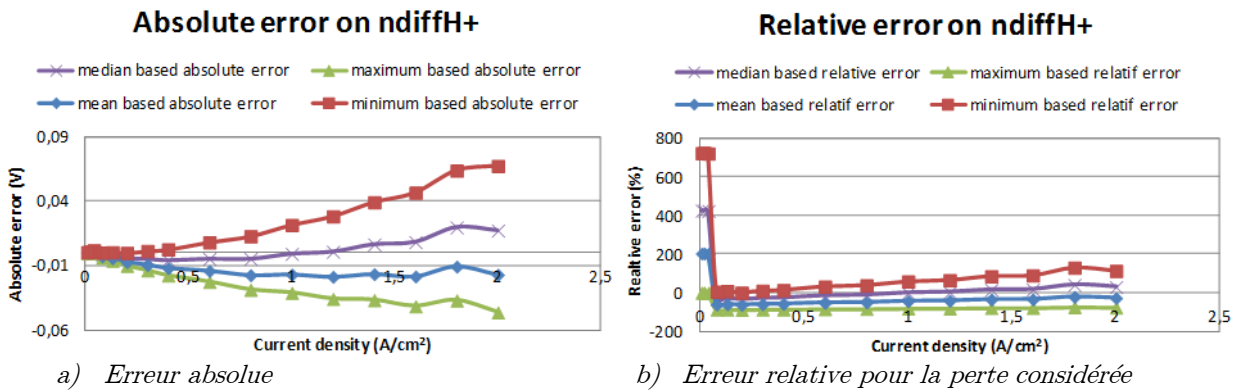 Absolute error on ndiffH+
median based absolute error
maximum based absolute error
mean based absolute error
minimum based absolute error
0,09
0,04
-0,01
-0,06
0
0,5
1
1,5
2
2,5
Absolute error (V)
Current density (A/cm²)
a) Erreur absolue
Relative error on ndiffH+
median based relative error
maximum based relatif error
mean based relatif error
minimum based relatif error
800
600
400
200
0
-200
0
0,5
1
1,5
2
2,5
Relaltive error (%)
Current density (A/cm²)
b) Erreur relative pour la perte considérée